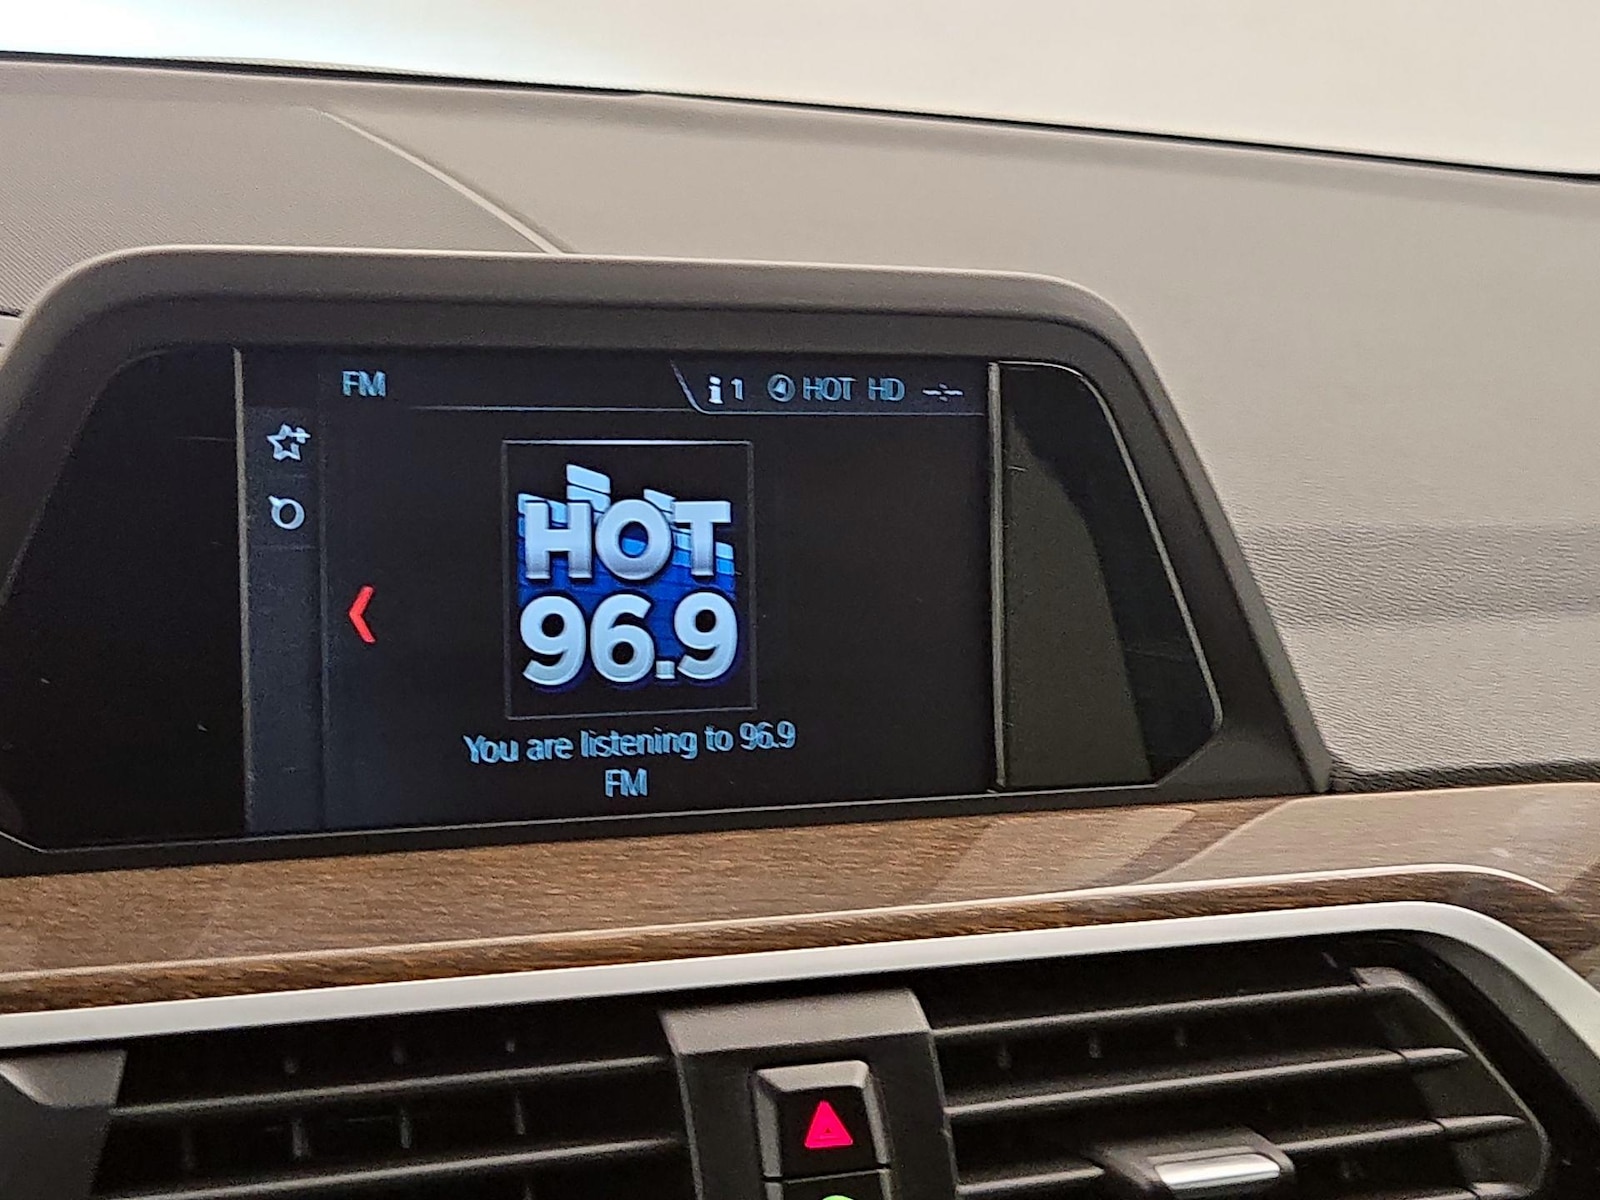 FM
i 1 HOT HD --:--
HOT
96.9
You are listening to 96.9
FM